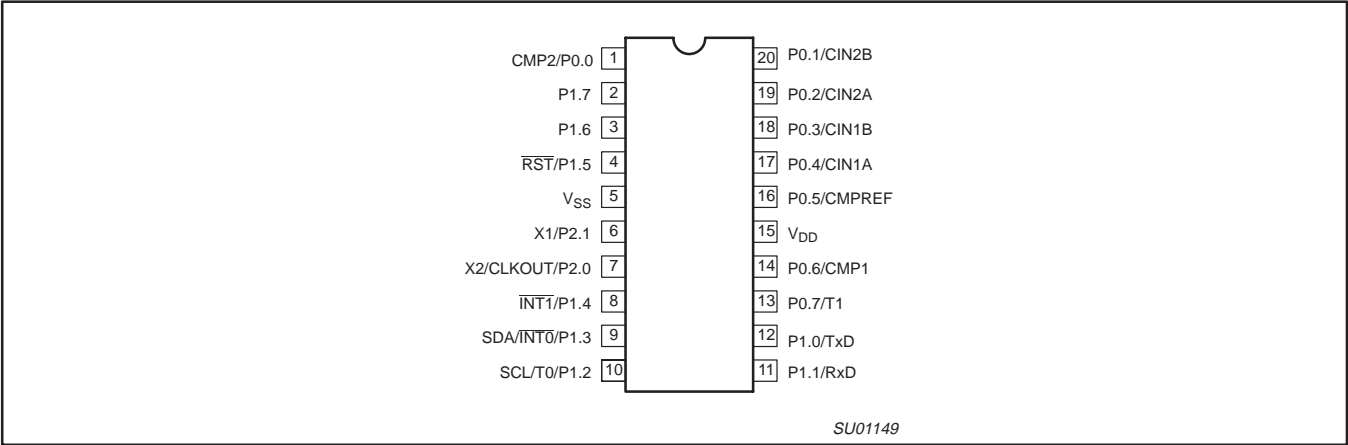 CMP2/P0.0 1 20 P0.1/CIN2B
P1.7 2 19 P0.2/CIN2A
P1.6 3 18 P0.3/CIN1B
R̅S̅T̅/P1.5 4 17 P0.4/CIN1A
VSS 5 16 P0.5/CMPREF
X1/P2.1 6 15 VDD
X2/CLKOUT/P2.0 7 14 P0.6/CMP1
I̅N̅T̅1̅/P1.4 8 13 P0.7/T1
SDA/I̅N̅T̅0̅/P1.3 9 12 P1.0/TxD
SCL/T0/P1.2 10 11 P1.1/RxD
SU01149